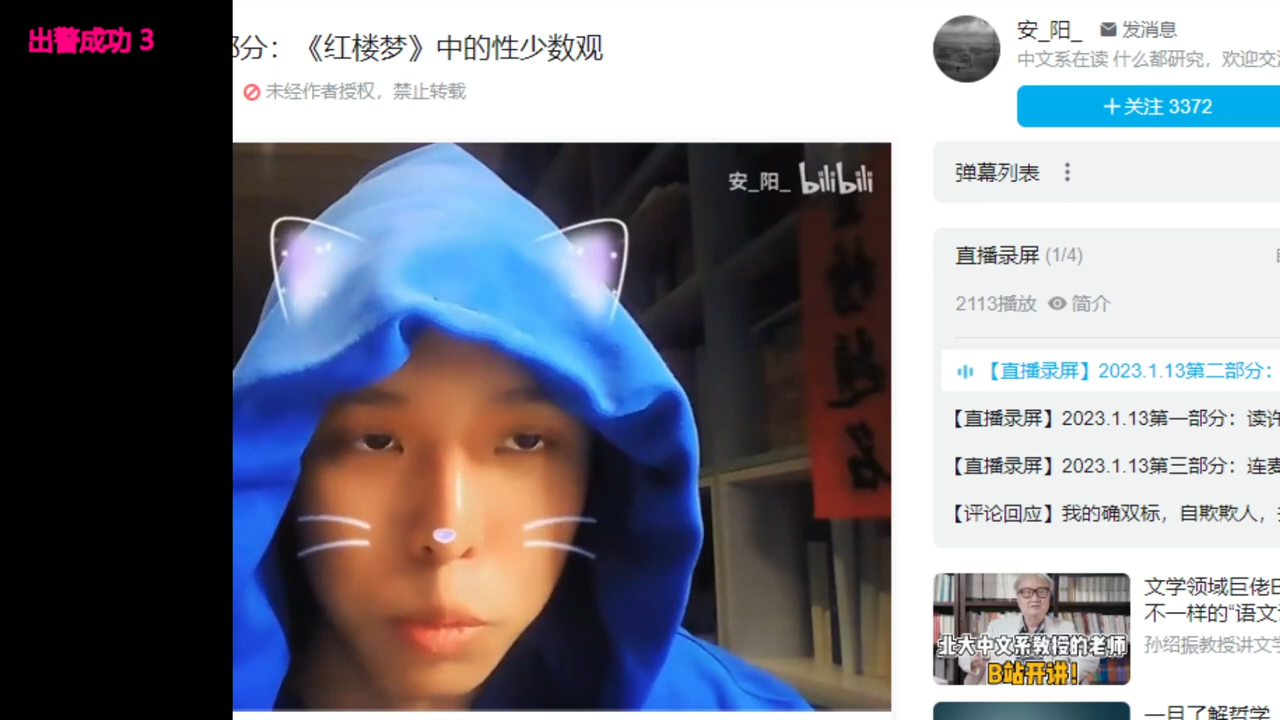 出警成功 3
部分：《红楼梦》中的性少数观
未经作者授权，禁止转载
安_阳_ bilibili
安_阳_
发消息
中文系在读 什么都研究，欢迎交流
+关注 3372
弹幕列表
直播录屏 (1/4)
2113播放 简介
【直播录屏】2023.1.13第二部分：
【直播录屏】2023.1.13第一部分：读许
【直播录屏】2023.1.13第三部分：连麦
【评论回应】我的确双标，自欺欺人，
文学领域巨佬
不一样的“语文
孙绍振教授讲文学
北大中文系教授的老师
B站开讲！
一口了解哲学